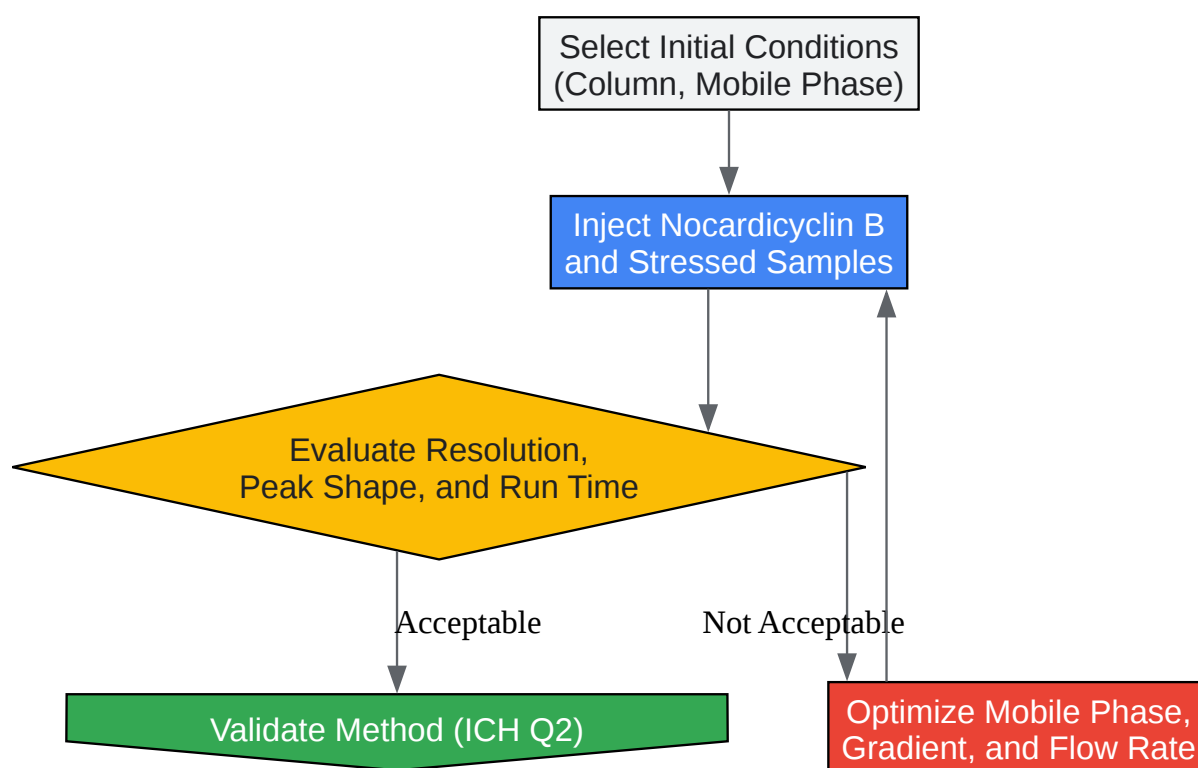 Select Initial Conditions
(Column, Mobile Phase)
Inject Nocardicyclin B
and Stressed Samples
Evaluate Resolution,
Peak Shape, and Run Time
Acceptable
Not Acceptable
Validate Method (ICH Q2)
Optimize Mobile Phase,
Gradient, and Flow Rate